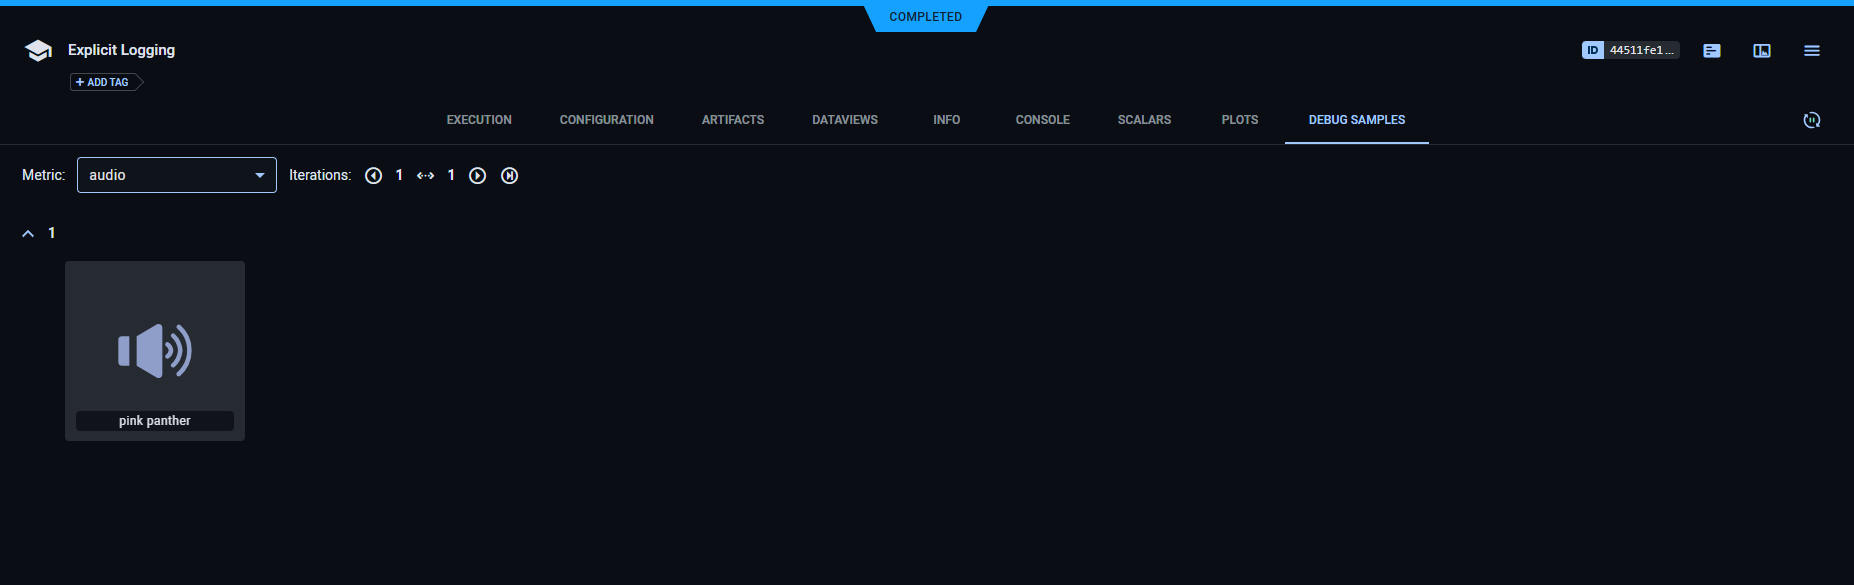 COMPLETED
Explicit Logging
ID 44511fe1...
+ ADD TAG
EXECUTION CONFIGURATION ARTIFACTS DATAVIEWS INFO CONSOLE SCALARS PLOTS DEBUG SAMPLES
Metric: audio Iterations: 1 1
1
pink panther